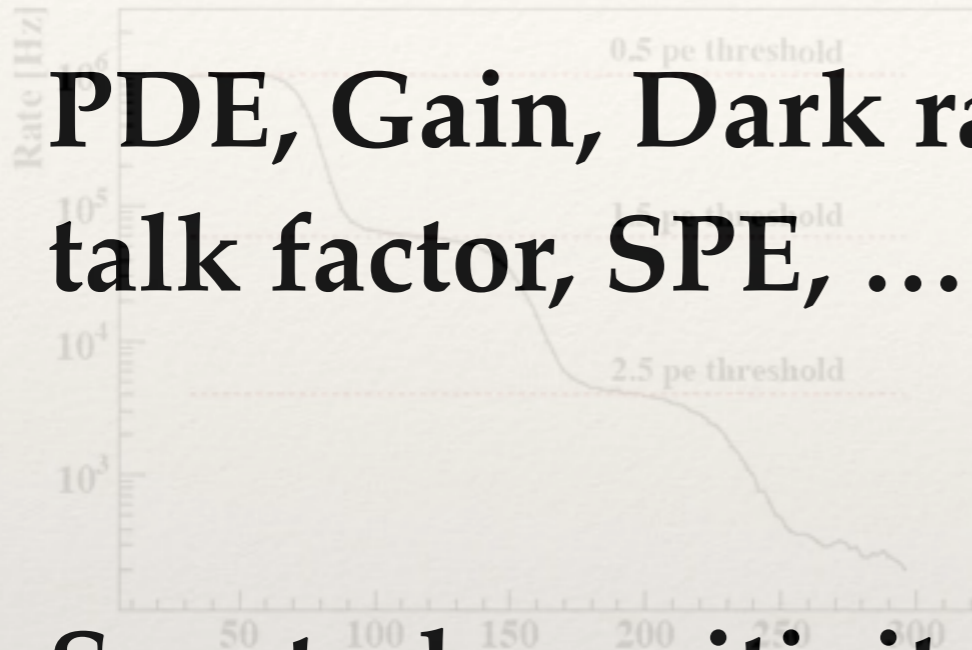 PDE, Gain, Dark
talk factor, SPE, …
Rate [Hz]
0.5 pe threshold
1.5 pe threshold
2.5 pe threshold
10⁶
10⁵
10⁴
10³
50 100 150 200 250 300